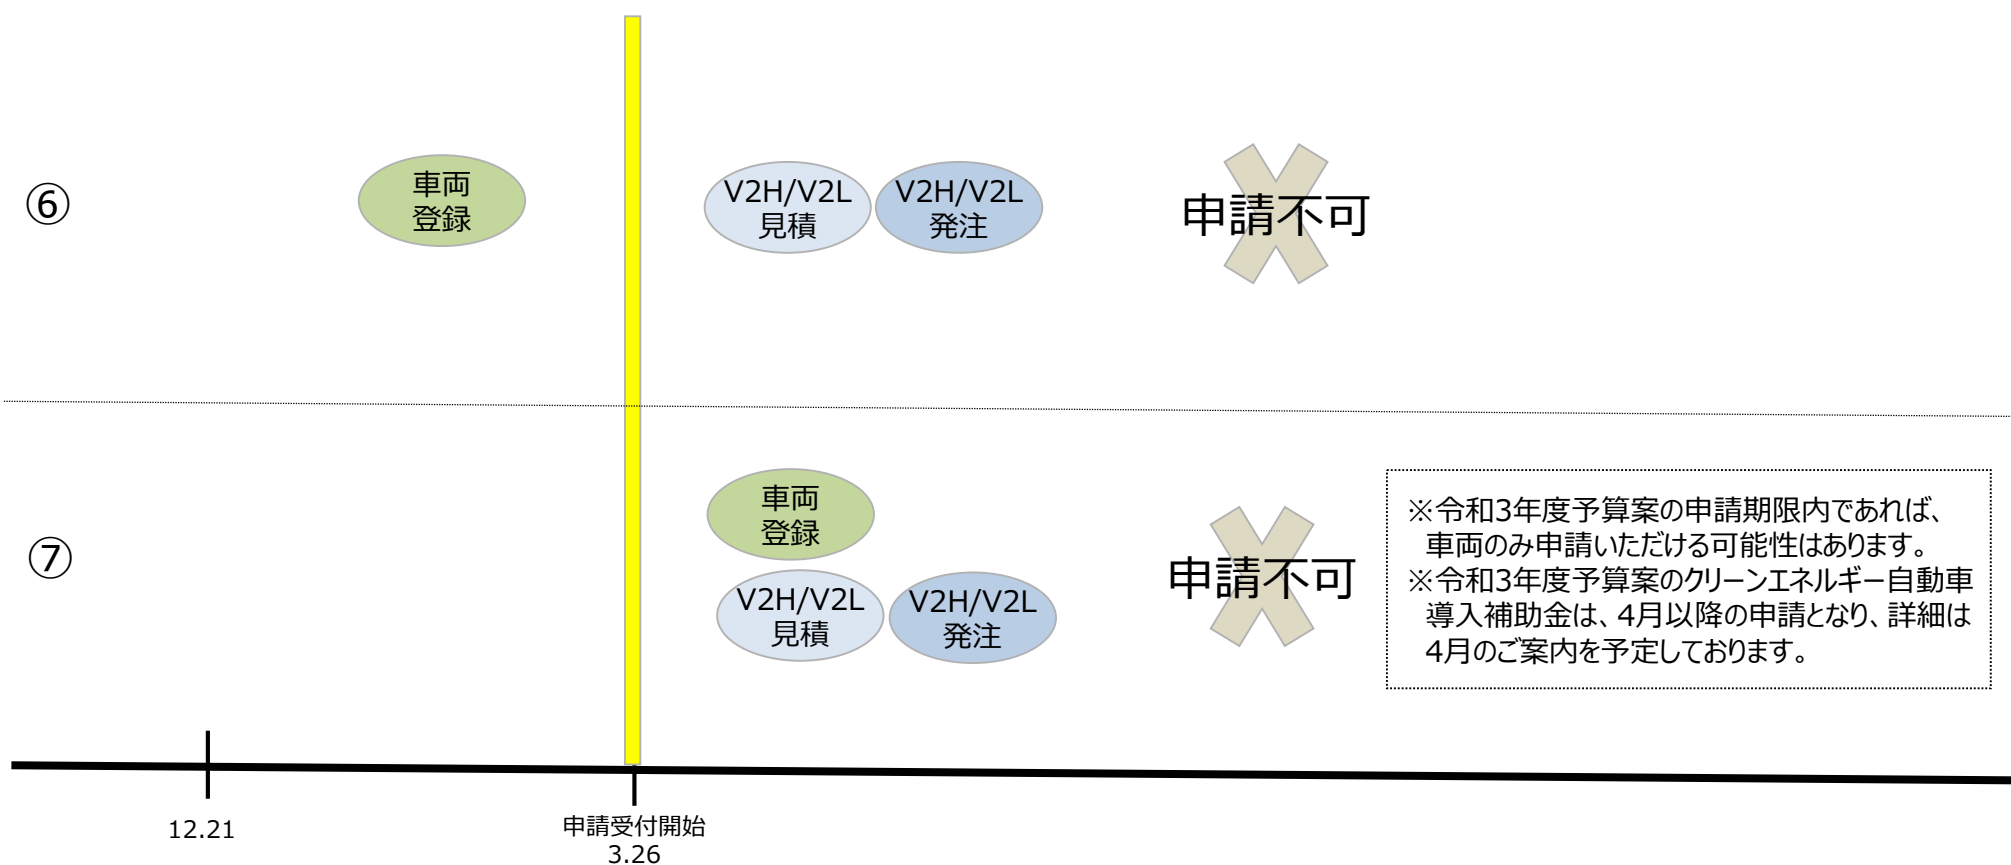 ⑥
車両
登録
V2H/V2L
見積
V2H/V2L
発注
申請不可
⑦
車両
登録
V2H/V2L
見積
V2H/V2L
発注
申請不可
※令和3年度予算案の申請期限内であれば、
車両のみ申請いただける可能性はあります。
※令和3年度予算案のクリーンエネルギー自動車
導入補助金は、4月以降の申請となり、詳細は
4月のご案内を予定しております。
12.21
申請受付開始
3.26